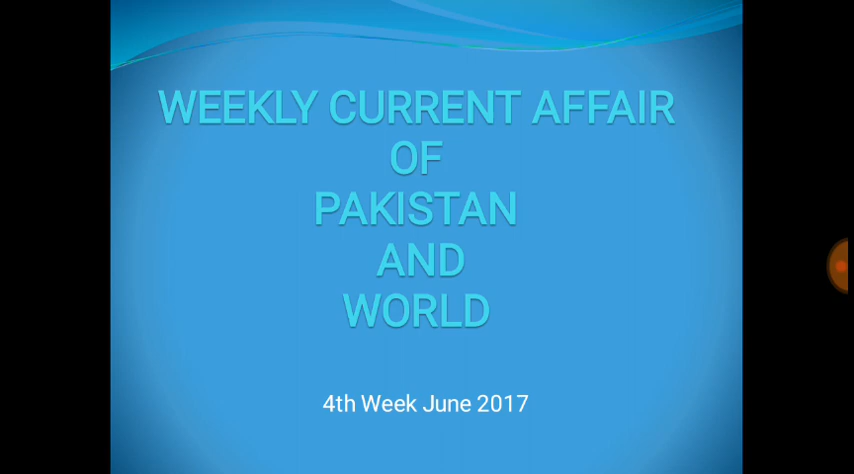 WEEKLY CURRENT AFFAIR
OF
PAKISTAN
AND
WORLD
4th Week June 2017